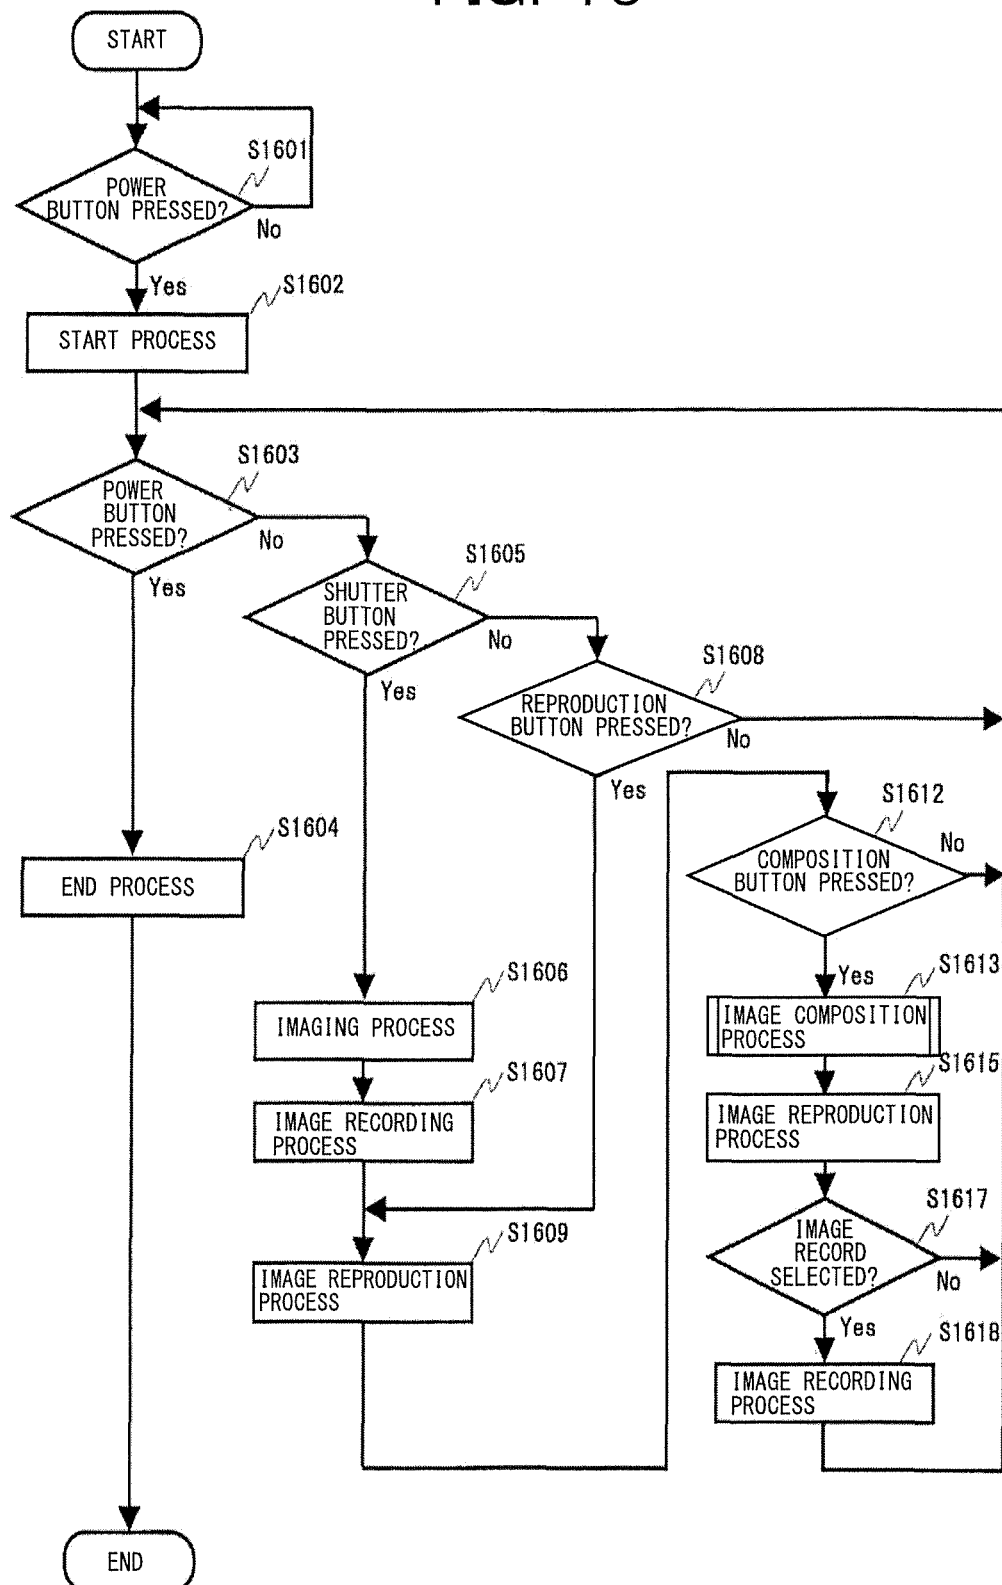 START
S1601
POWER
BUTTON PRESSED?
No
Yes
S1602
START PROCESS
S1603
POWER
BUTTON
PRESSED?
No
Yes
S1605
SHUTTER
BUTTON
PRESSED?
No
Yes
S1608
REPRODUCTION
BUTTON PRESSED?
No
Yes
S1604
END PROCESS
S1612
COMPOSITION
BUTTON PRESSED?
No
Yes
S1606
IMAGING PROCESS
S1607
IMAGE RECORDING
PROCESS
S1609
IMAGE REPRODUCTION
PROCESS
S1613
IMAGE COMPOSITION
PROCESS
S1615
IMAGE REPRODUCTION
PROCESS
S1617
IMAGE
RECORD
SELECTED?
No
Yes
S1618
IMAGE RECORDING
PROCESS
END